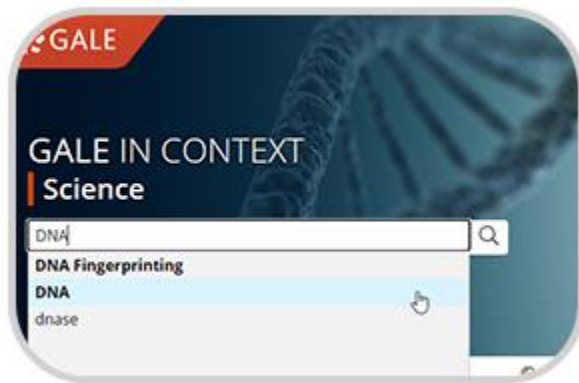 GALE
GALE IN CONTEXT
Science
DNA
DNA Fingerprinting
DNA
dnase